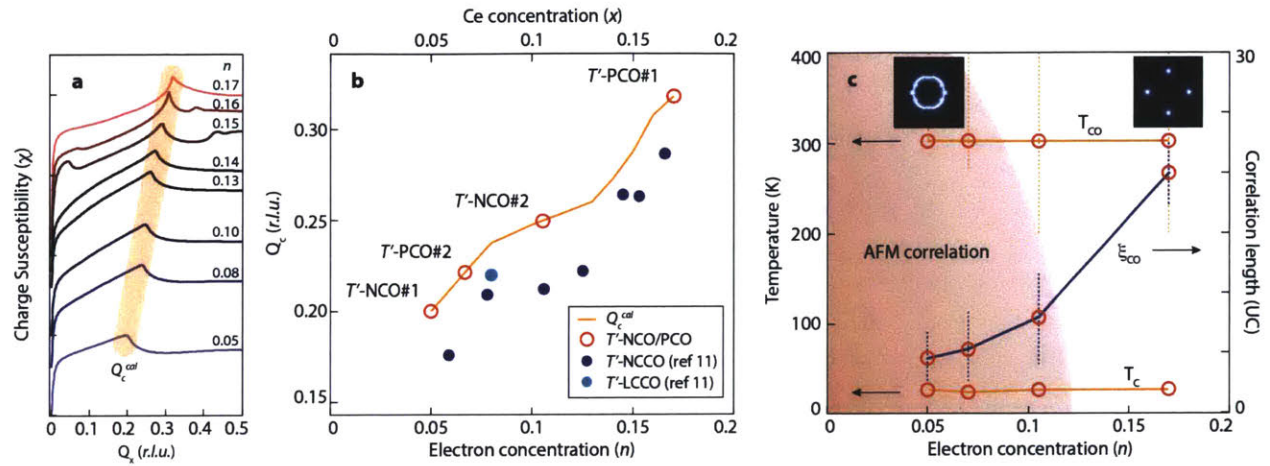 a
n
0.17
0.16
0.15
0.14
0.13
0.10
0.08
0.05
Q_c^cal
Charge Susceptibility (χ)
0 0.1 0.2 0.3 0.4 0.5
Q_x (r.l.u.)
Ce concentration (x)
0.05 0.1 0.15 0.2
b
T'-PCO#1
T'-NCO#2
T'-PCO#2
T'-NCO#1
0.30
0.25
0.20
0.15
Q_c (r.l.u.)
Q_c^cal
T'-NCO/PCO
T'-NCCO (ref 11)
T'-LCCO (ref 11)
0 0.05 0.1 0.15 0.2
Electron concentration (n)
c
400
300
200
100
0
Temperature (K)
T_co
AFM correlation
ξ_co
T_c
30
0
Correlation length (UC)
0 0.05 0.1 0.15 0.2
Electron concentration (n)